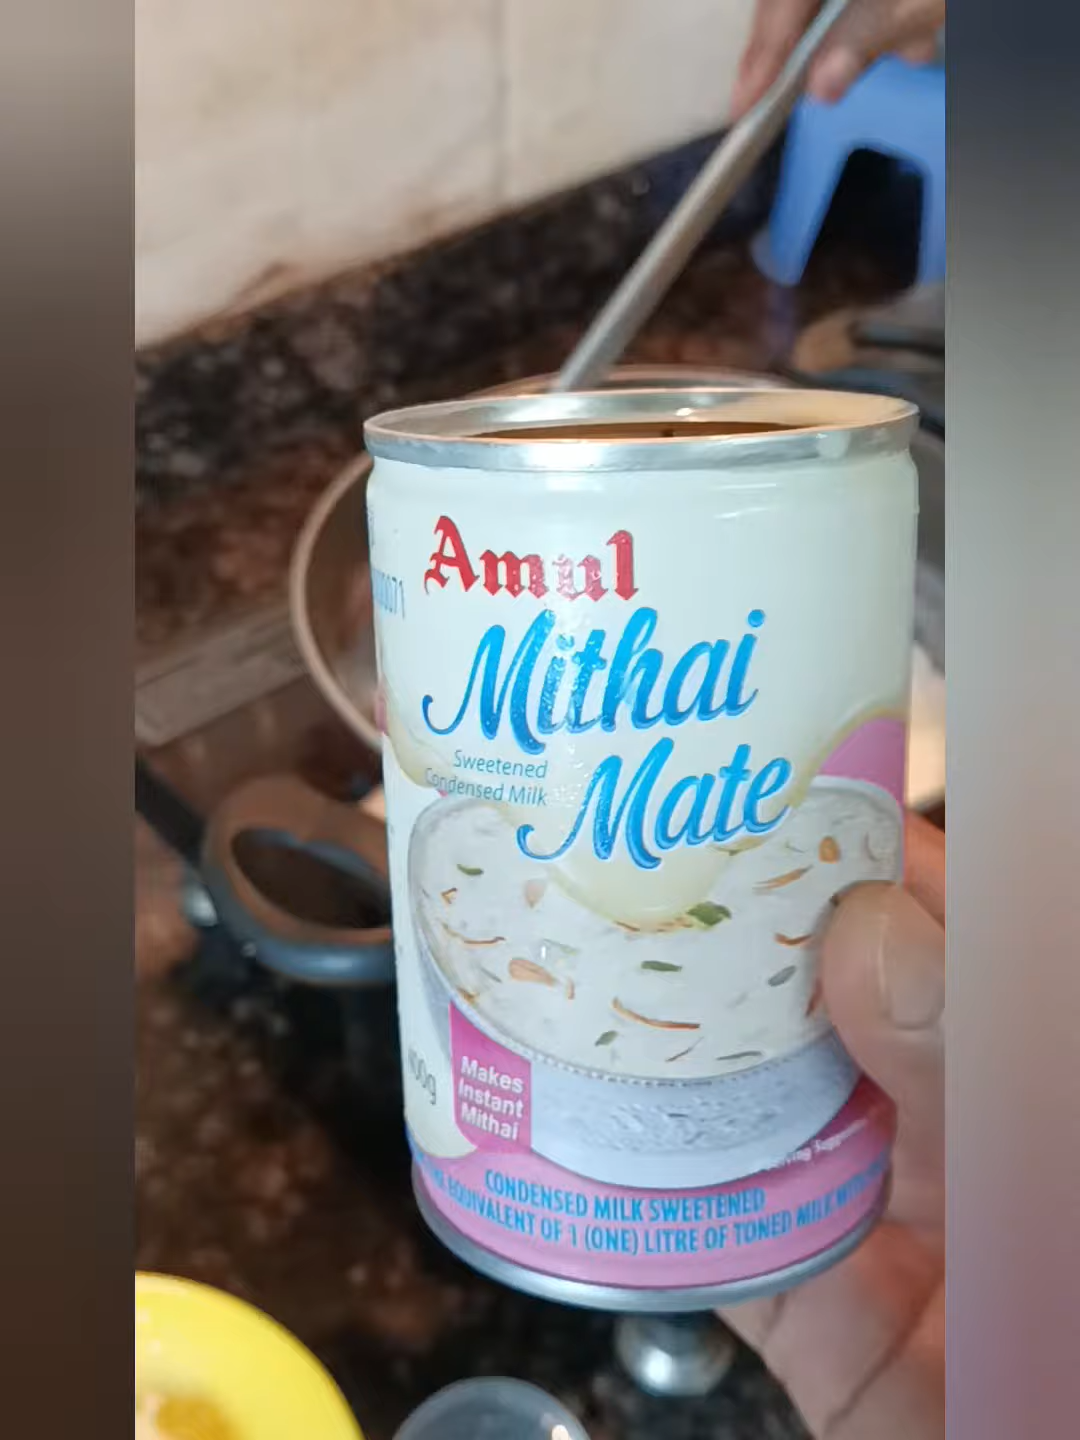 Amul
Mithai
Mate
Sweetened
Condensed Milk
Makes
Instant
Mithai
CONDENSED MILK SWEETENED
EQUIVALENT OF 1 (ONE) LITRE OF TONED MILK